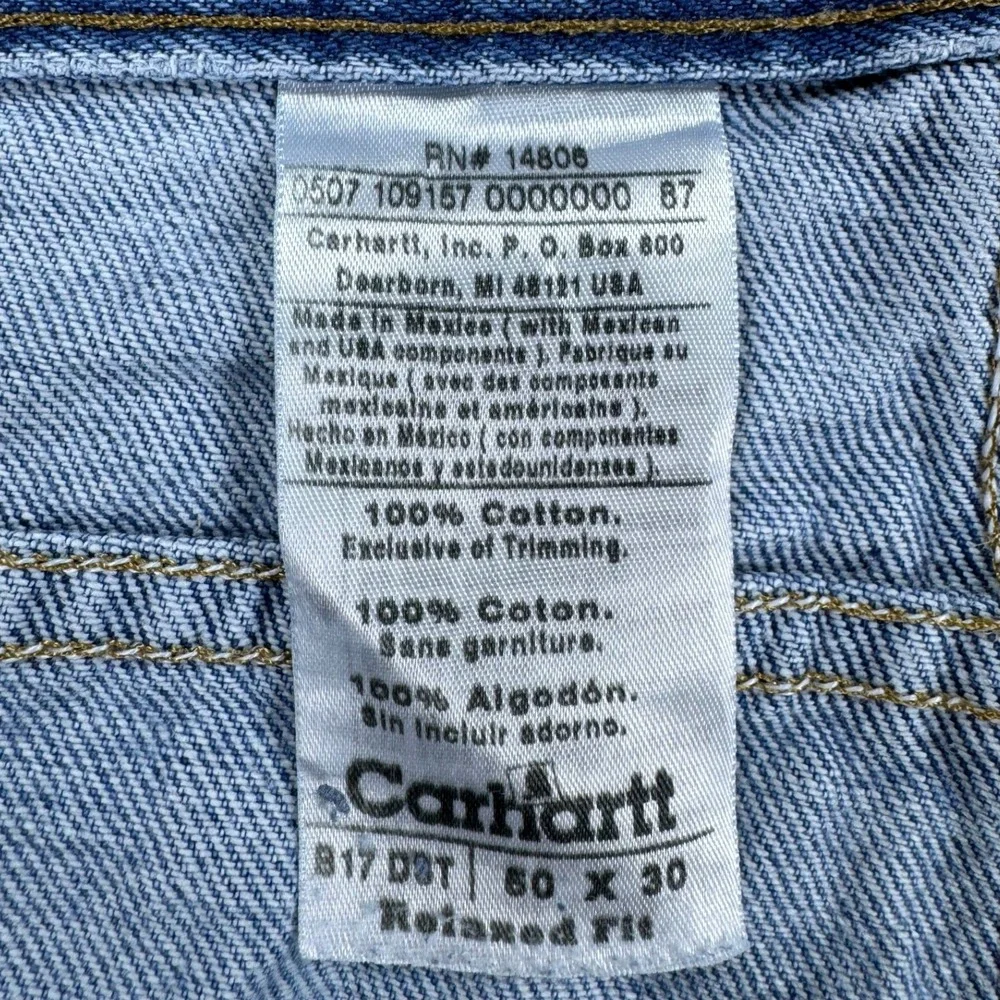 RN# 14806
0507 109157 0000000 87
Carhartt, Inc. P. O. Box 600
Dearborn, MI 48121 USA
Made in Mexico ( with Mexican
and USA components ). Fabrique au
Mexique ( avec des composants
mexicains et américains ).
Hecho en México ( con componentes
Mexicanos y estadounidenses ).
100% Cotton.
Exclusive of Trimming.
100% Coton.
Sans garniture.
100% Algodón.
Sin incluir adorno.
Carhartt
B17 DST | 50 X 30
Relaxed Fit